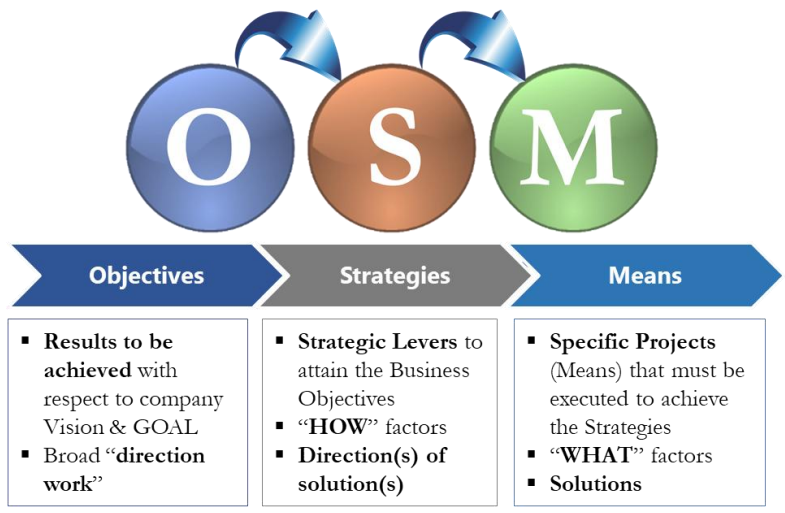 O S M
Objectives
Strategies
Means
▪ Results to be
achieved with
respect to company
Vision & GOAL
▪ Broad “direction
work”
▪ Strategic Levers to
attain the Business
Objectives
▪ “HOW” factors
▪ Direction(s) of
solution(s)
▪ Specific Projects
(Means) that must be
executed to achieve
the Strategies
▪ “WHAT” factors
▪ Solutions